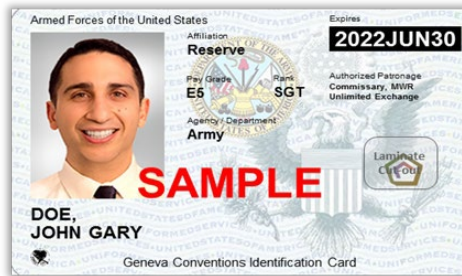 Armed Forces of the United States
Affiliation
Reserve
Expires
2022JUN30
Pay Grade
E5
Rank
SGT
Authorized Patronage
Commissary, MWR
Unlimited Exchange
Agency / Department
Army
Laminate
Cut-out
SAMPLE
DOE,
JOHN GARY
Geneva Conventions Identification Card